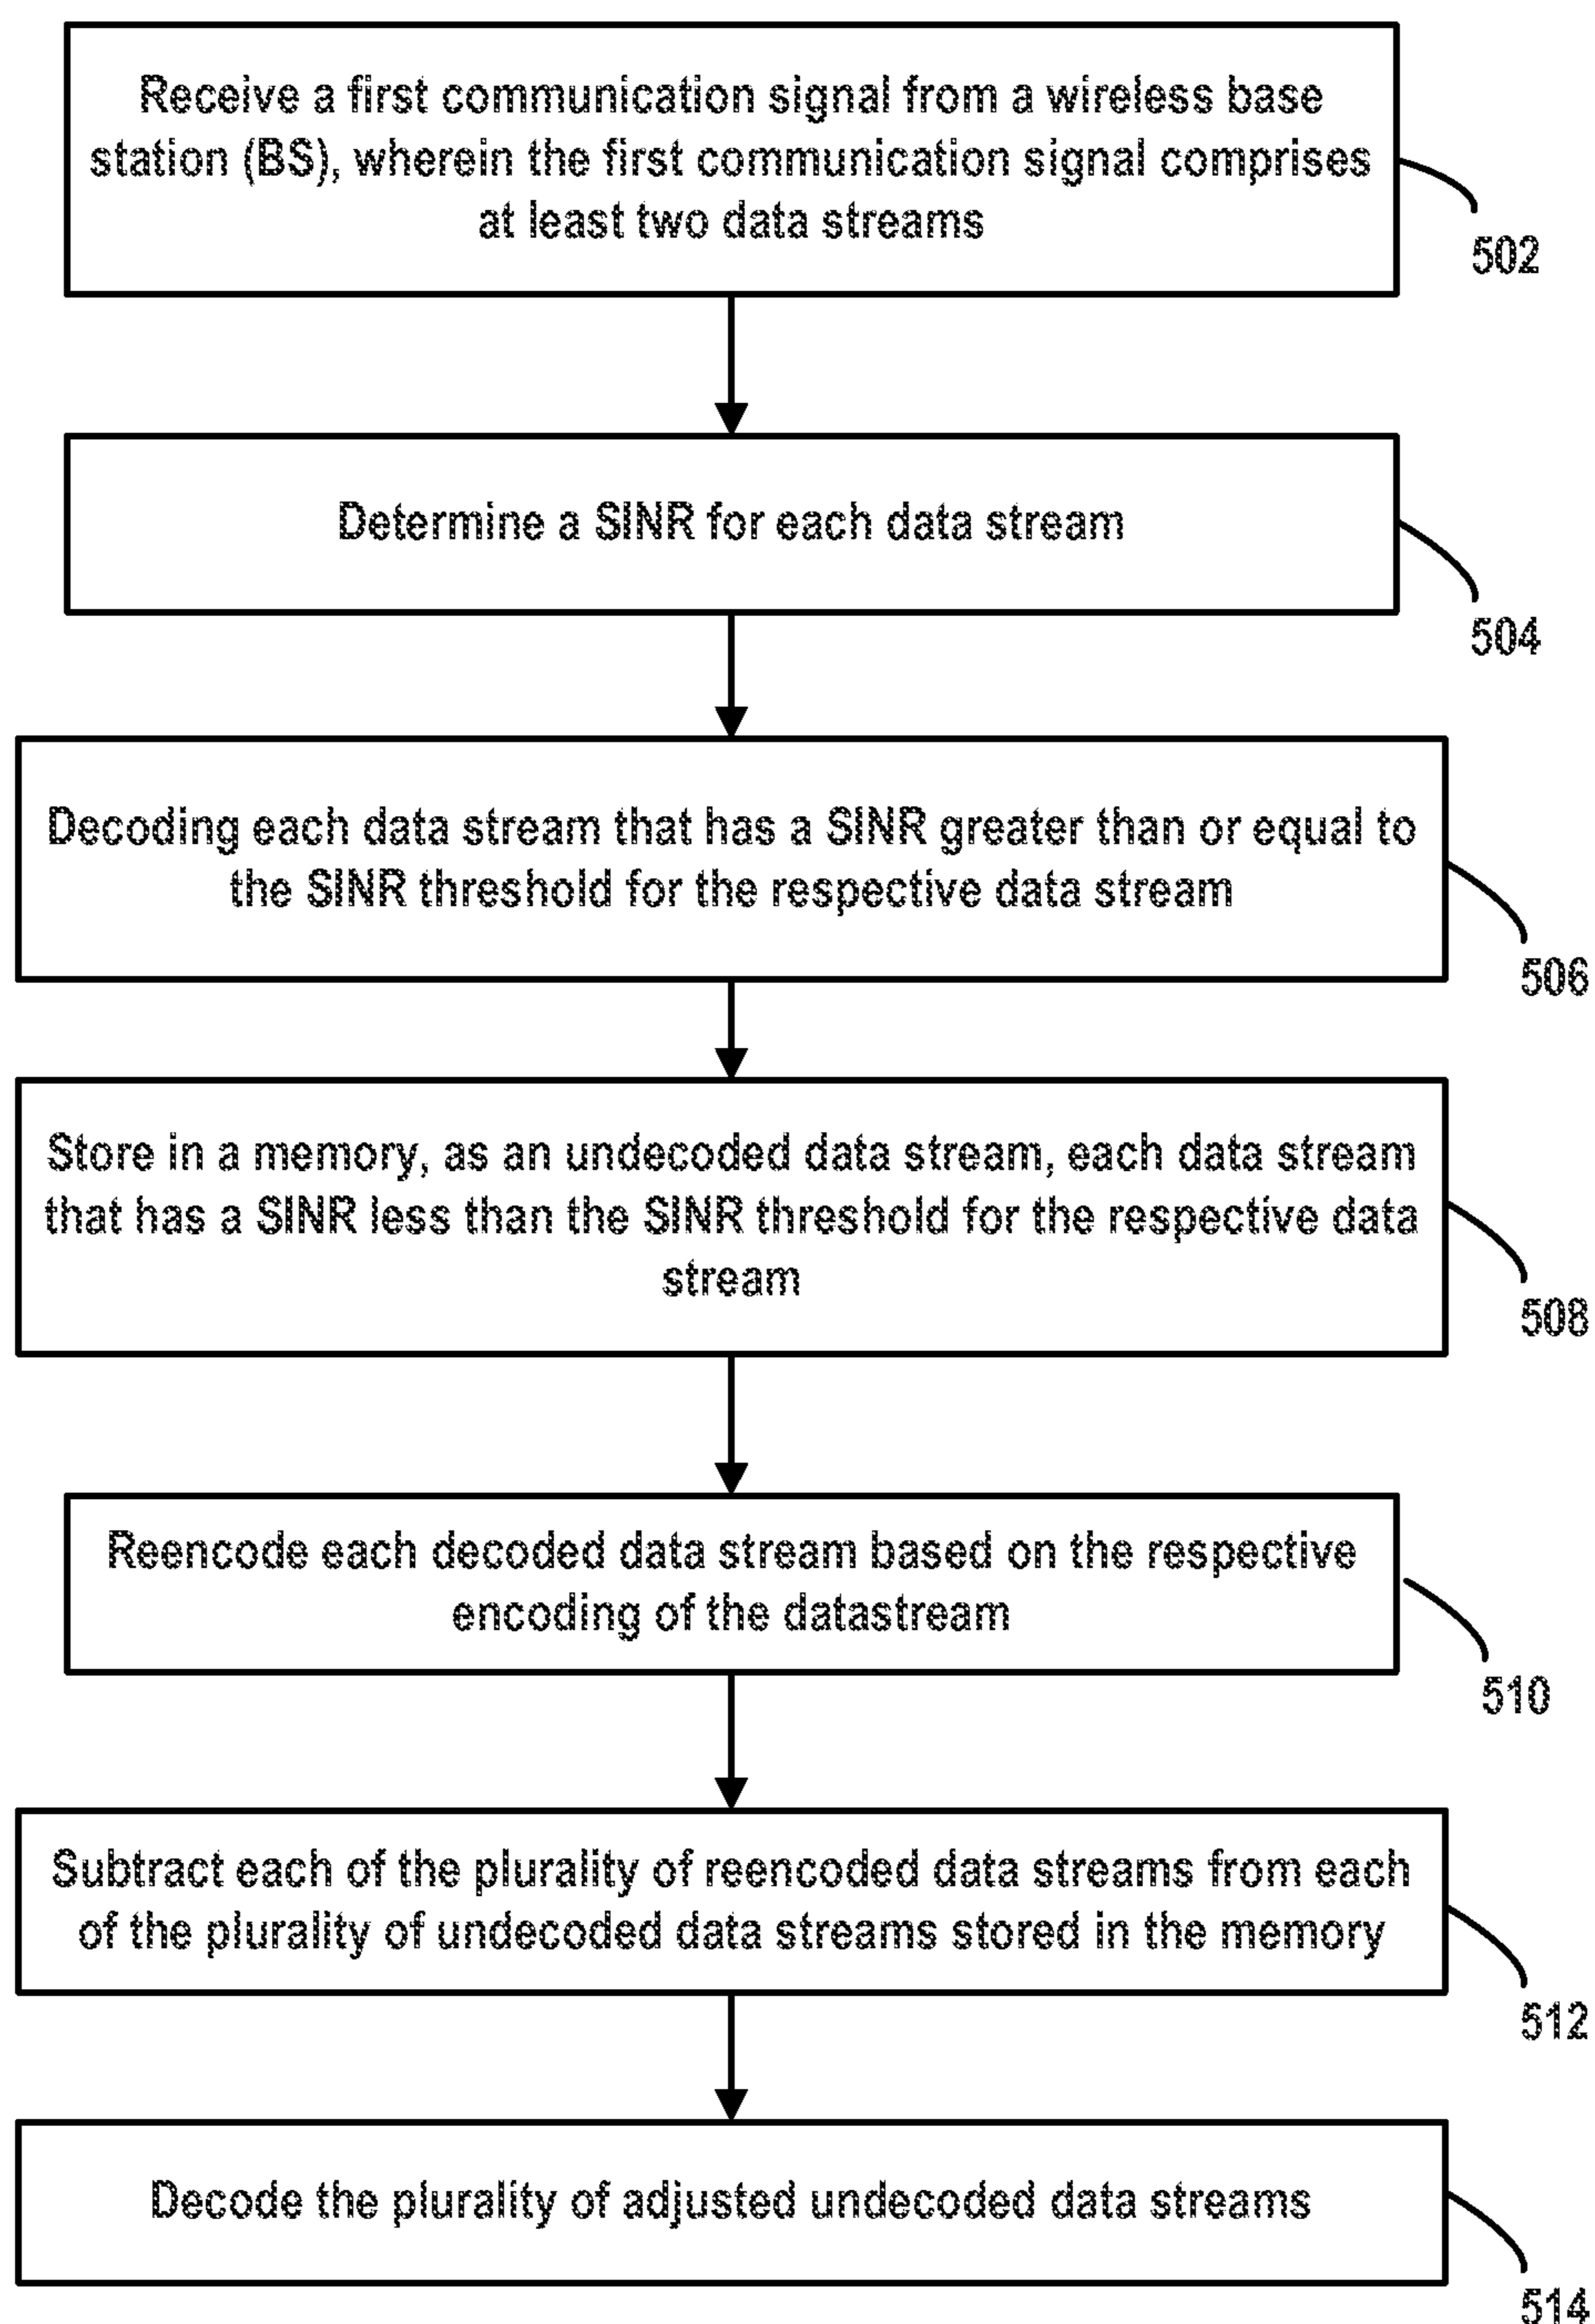 Receive a first communication signal from a wireless base
station (BS), wherein the first communication signal comprises
at least two data streams
502
Determine a SINR for each data stream
504
Decoding each data stream that has a SINR greater than or equal to
the SINR threshold for the respective data stream
506
Store in a memory, as an undecoded data stream, each data stream
that has a SINR less than the SINR threshold for the respective data
stream
508
Reencode each decoded data stream based on the respective
encoding of the datastream
510
Subtract each of the plurality of reencoded data streams from each
of the plurality of undecoded data streams stored in the memory
512
Decode the plurality of adjusted undecoded data streams
514